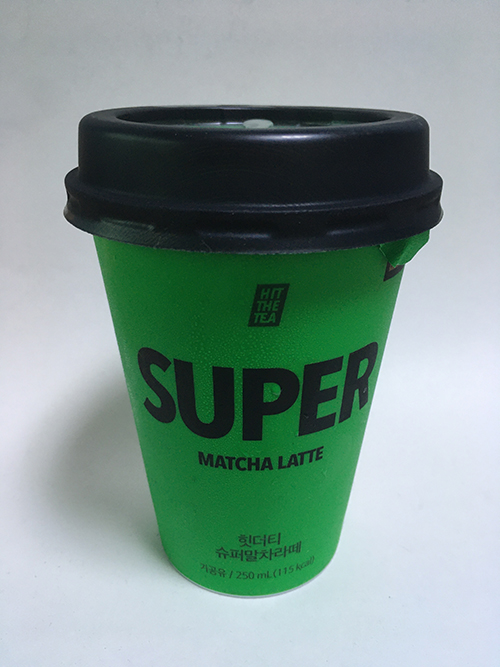 HIT
THE
TEA
SUPER
MATCHA LATTE
힛더티
슈퍼말차라떼
가공유 / 250 mL (115 kcal)